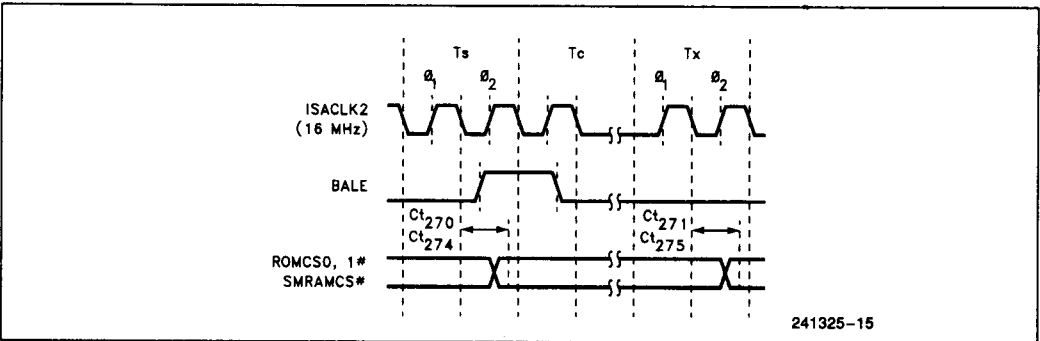 Ts Tc Tx
Ø1 Ø2 Ø1 Ø2
ISACLK2
(16 MHz)
BALE
Ct270 Ct271
Ct274 Ct275
ROMCS0, 1#
SMRAMCS#
241325-15